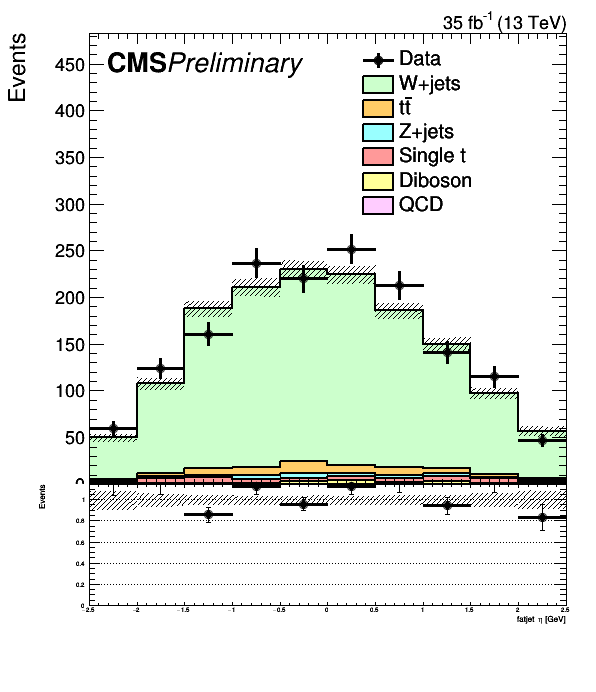 35 fb-1 (13 TeV)
Events
CMS Preliminary
Data
W+jets
tt̄
Z+jets
Single t
Diboson
QCD
450
400
350
300
250
200
150
100
50
0
Events
1
0.8
0.6
0.4
0.2
0
-2.5 -2 -1.5 -1 -0.5 0 0.5 1 1.5 2 2.5
fatjet η [GeV]